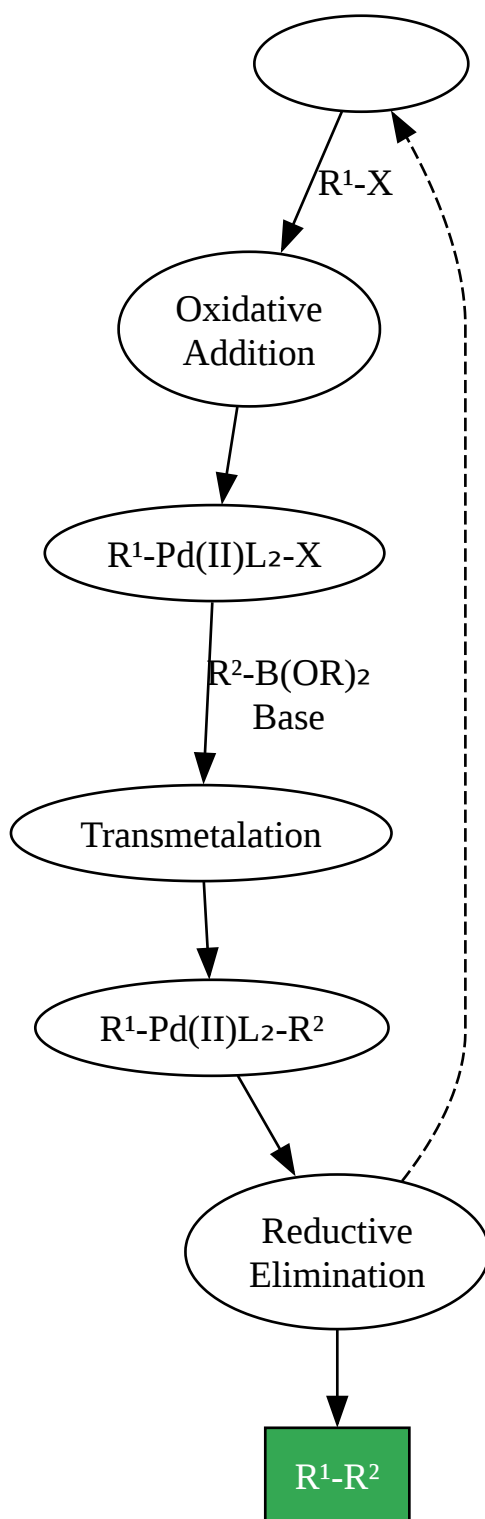 R¹-X
Oxidative
Addition
R¹-Pd(II)L₂-X
R²-B(OR)₂
Base
Transmetalation
R¹-Pd(II)L₂-R²
Reductive
Elimination
R¹-R²